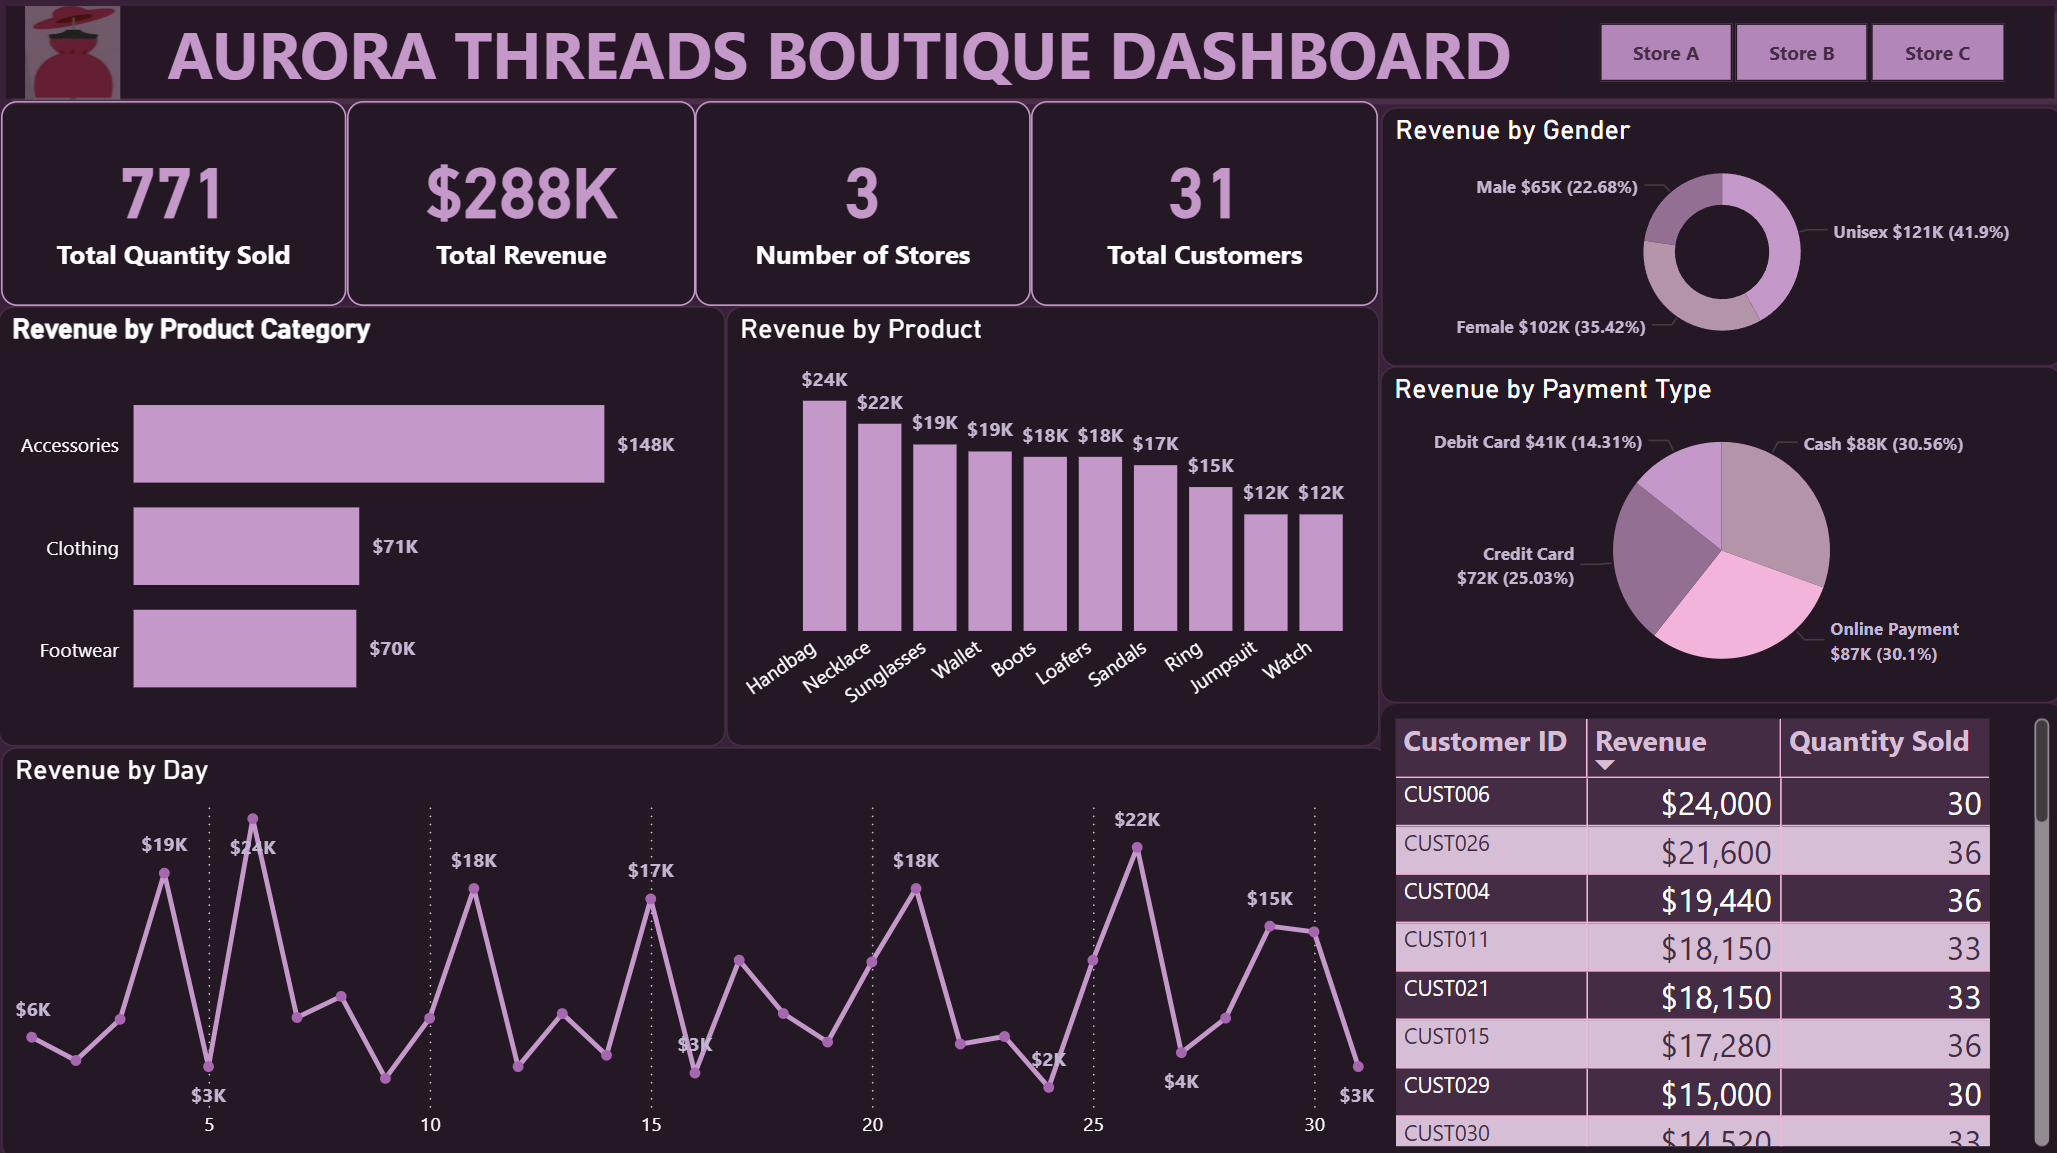 AURORA THREADS BOUTIQUE DASHBOARD
Store A
Store B
Store C
771
Total Quantity Sold
$288K
Total Revenue
3
Number of Stores
31
Total Customers
Revenue by Gender
Male $65K (22.68%)
Unisex $121K (41.9%)
Female $102K (35.42%)
Revenue by Product Category
Accessories
$148K
Clothing
$71K
Footwear
$70K
Revenue by Product
$24K
$22K
$19K
$19K
$18K
$18K
$17K
$15K
$12K
$12K
Handbag
Necklace
Sunglasses
Wallet
Boots
Loafers
Sandals
Ring
Jumpsuit
Watch
Revenue by Payment Type
Debit Card $41K (14.31%)
Cash $88K (30.56%)
Credit Card
$72K (25.03%)
Online Payment
$87K (30.1%)
Revenue by Day
$6K
$19K
$3K
$24K
$18K
$17K
$3K
$18K
$2K
$22K
$4K
$15K
$3K
5
10
15
20
25
30
Customer ID Revenue Quantity Sold
CUST006 $24,000 30
CUST026 $21,600 36
CUST004 $19,440 36
CUST011 $18,150 33
CUST021 $18,150 33
CUST015 $17,280 36
CUST029 $15,000 30
CUST030 $14,520 33